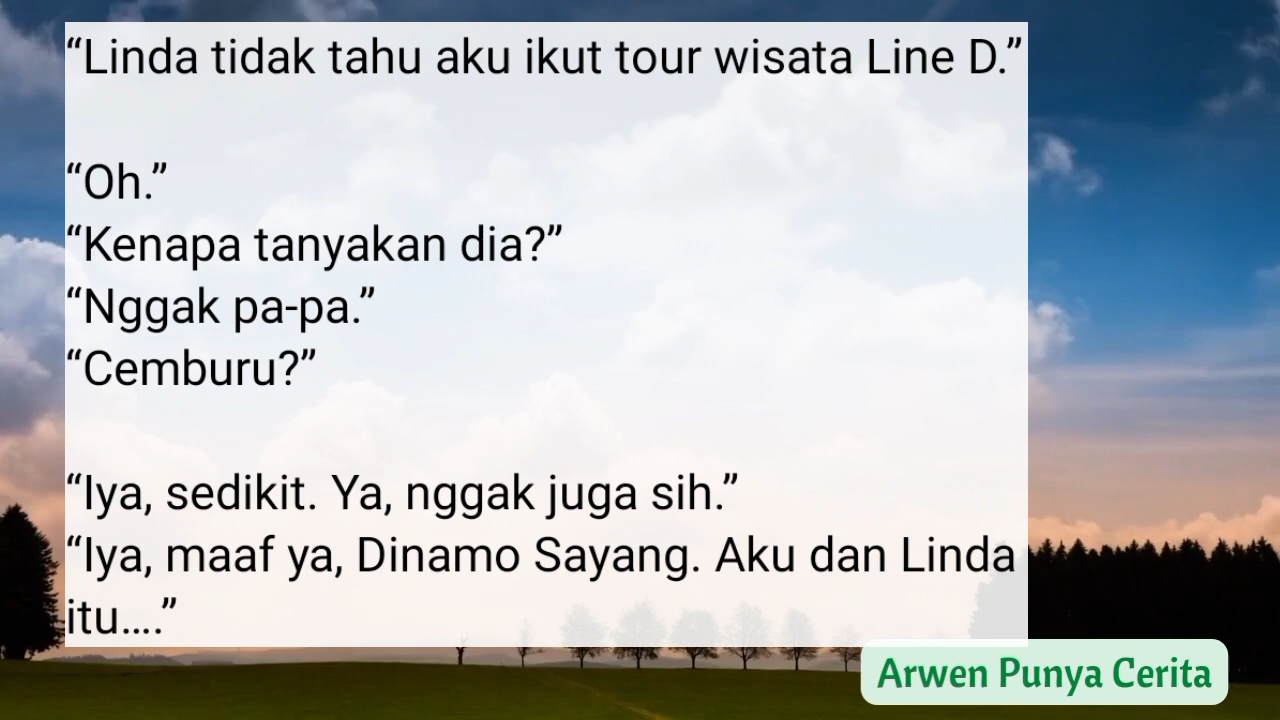 “Linda tidak tahu aku ikut tour wisata Line D.”
“Oh.”
“Kenapa tanyakan dia?”
“Nggak pa-pa.”
“Cemburu?”
“Iya, sedikit. Ya, nggak juga sih.”
“Iya, maaf ya, Dinamo Sayang. Aku dan Linda
itu….”
Arwen Punya Cerita